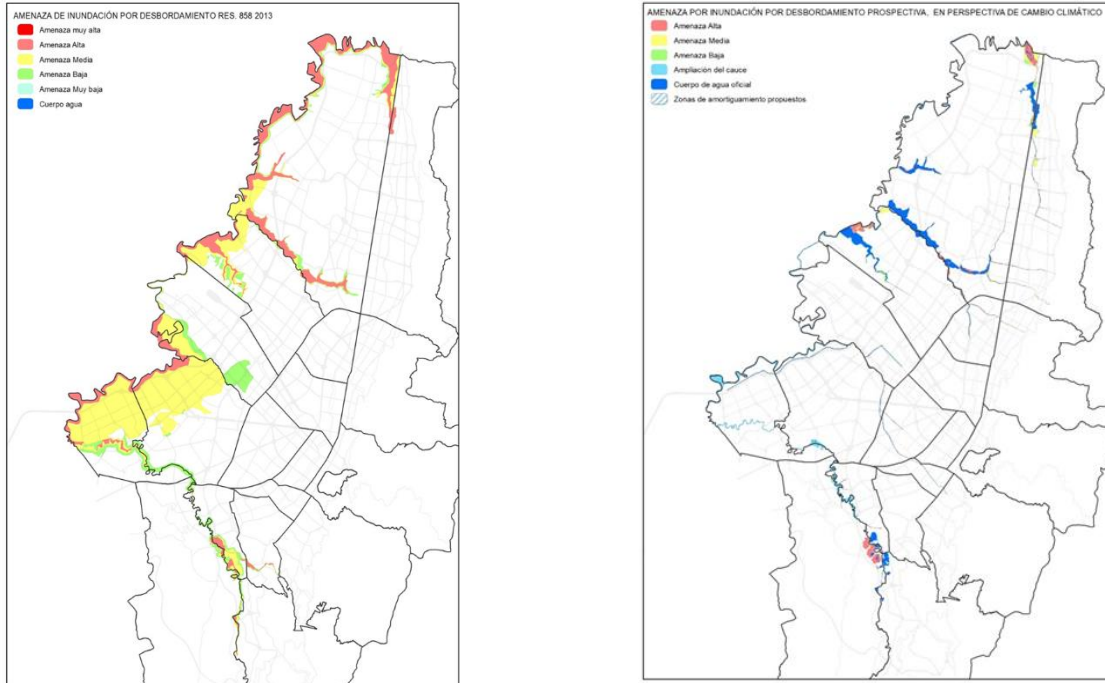 AMENAZA DE INUNDACIÓN POR DESBORDAMIENTO RES. 858 2013
Amenaza muy alta
Amenaza Alta
Amenaza Media
Amenaza Baja
Amenaza Muy baja
Cuerpo agua
AMENAZA POR INUNDACIÓN POR DESBORDAMIENTO PROSPECTIVA, EN PERSPECTIVA DE CAMBIO CLIMÁTICO
Amenaza Alta
Amenaza Media
Amenaza Baja
Ampliación del cauce
Cuerpo de agua oficial
Zonas de amortiguamiento propuestos